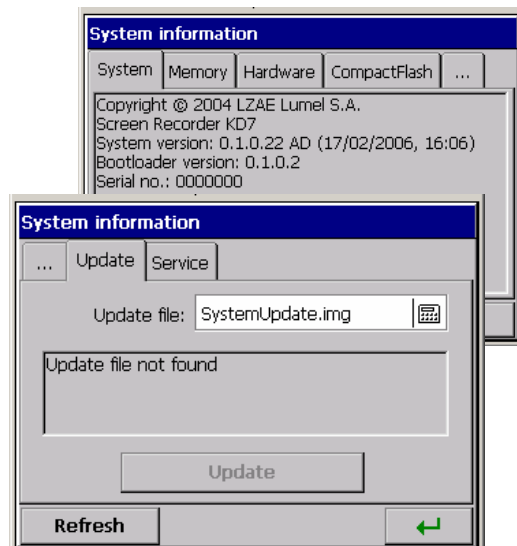 System information
System Memory Hardware CompactFlash ...
Copyright © 2004 LZAE Lumel S.A.
Screen Recorder KD7
System version: 0.1.0.22 AD (17/02/2006, 16:06)
Bootloader version: 0.1.0.2
Serial no.: 0000000
System information
... Update Service
Update file: SystemUpdate.img
Update file not found
Update
Refresh